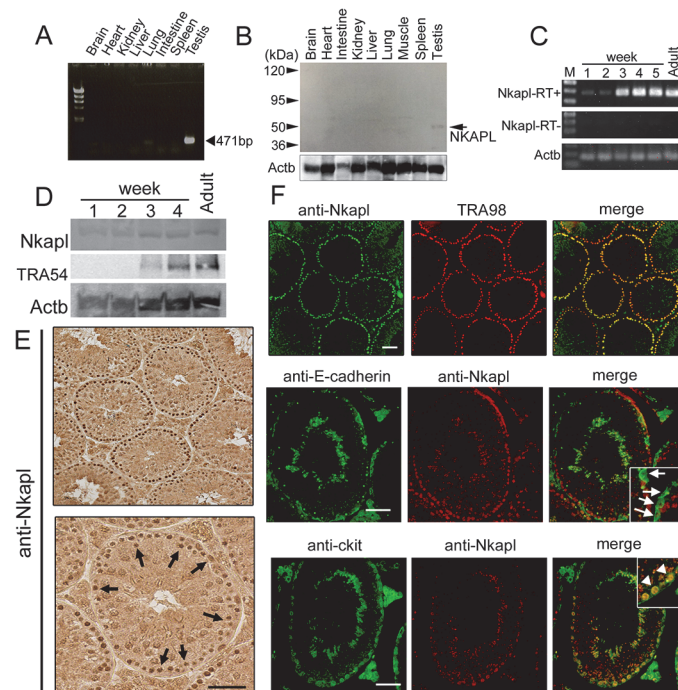 A
Brain
Heart
Kidney
Liver
Lung
Intestine
Spleen
Testis
471bp
B
(kDa)
Brain
Heart
Intestine
Kidney
Liver
Lung
Muscle
Spleen
Testis
120
95
50
36
NKAPL
Actb
C
week
Adult
M 1 2 3 4 5
Nkapl-RT+
Nkapl-RT-
Actb
D
week
1 2 3 4 Adult
Nkapl
TRA54
Actb
E
anti-Nkapl
F
anti-Nkapl TRA98 merge
anti-E-cadherin anti-Nkapl merge
anti-ckit anti-Nkapl merge